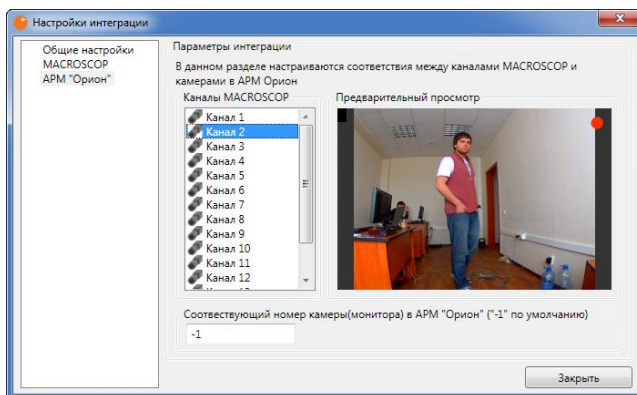 Настройки интеграции
Общие настройки
MACROSCOP
АРМ "Орион"
Параметры интеграции
В данном разделе настраиваются соответствия между каналами MACROSCOP и
камерами в АРМ Орион
Каналы MACROSCOP
Канал 1
Канал 2
Канал 3
Канал 4
Канал 5
Канал 6
Канал 7
Канал 8
Канал 9
Канал 10
Канал 11
Канал 12
Предварительный просмотр
Соотвествующий номер камеры(монитора) в АРМ "Орион" ("-1" по умолчанию)
-1
Закрыть